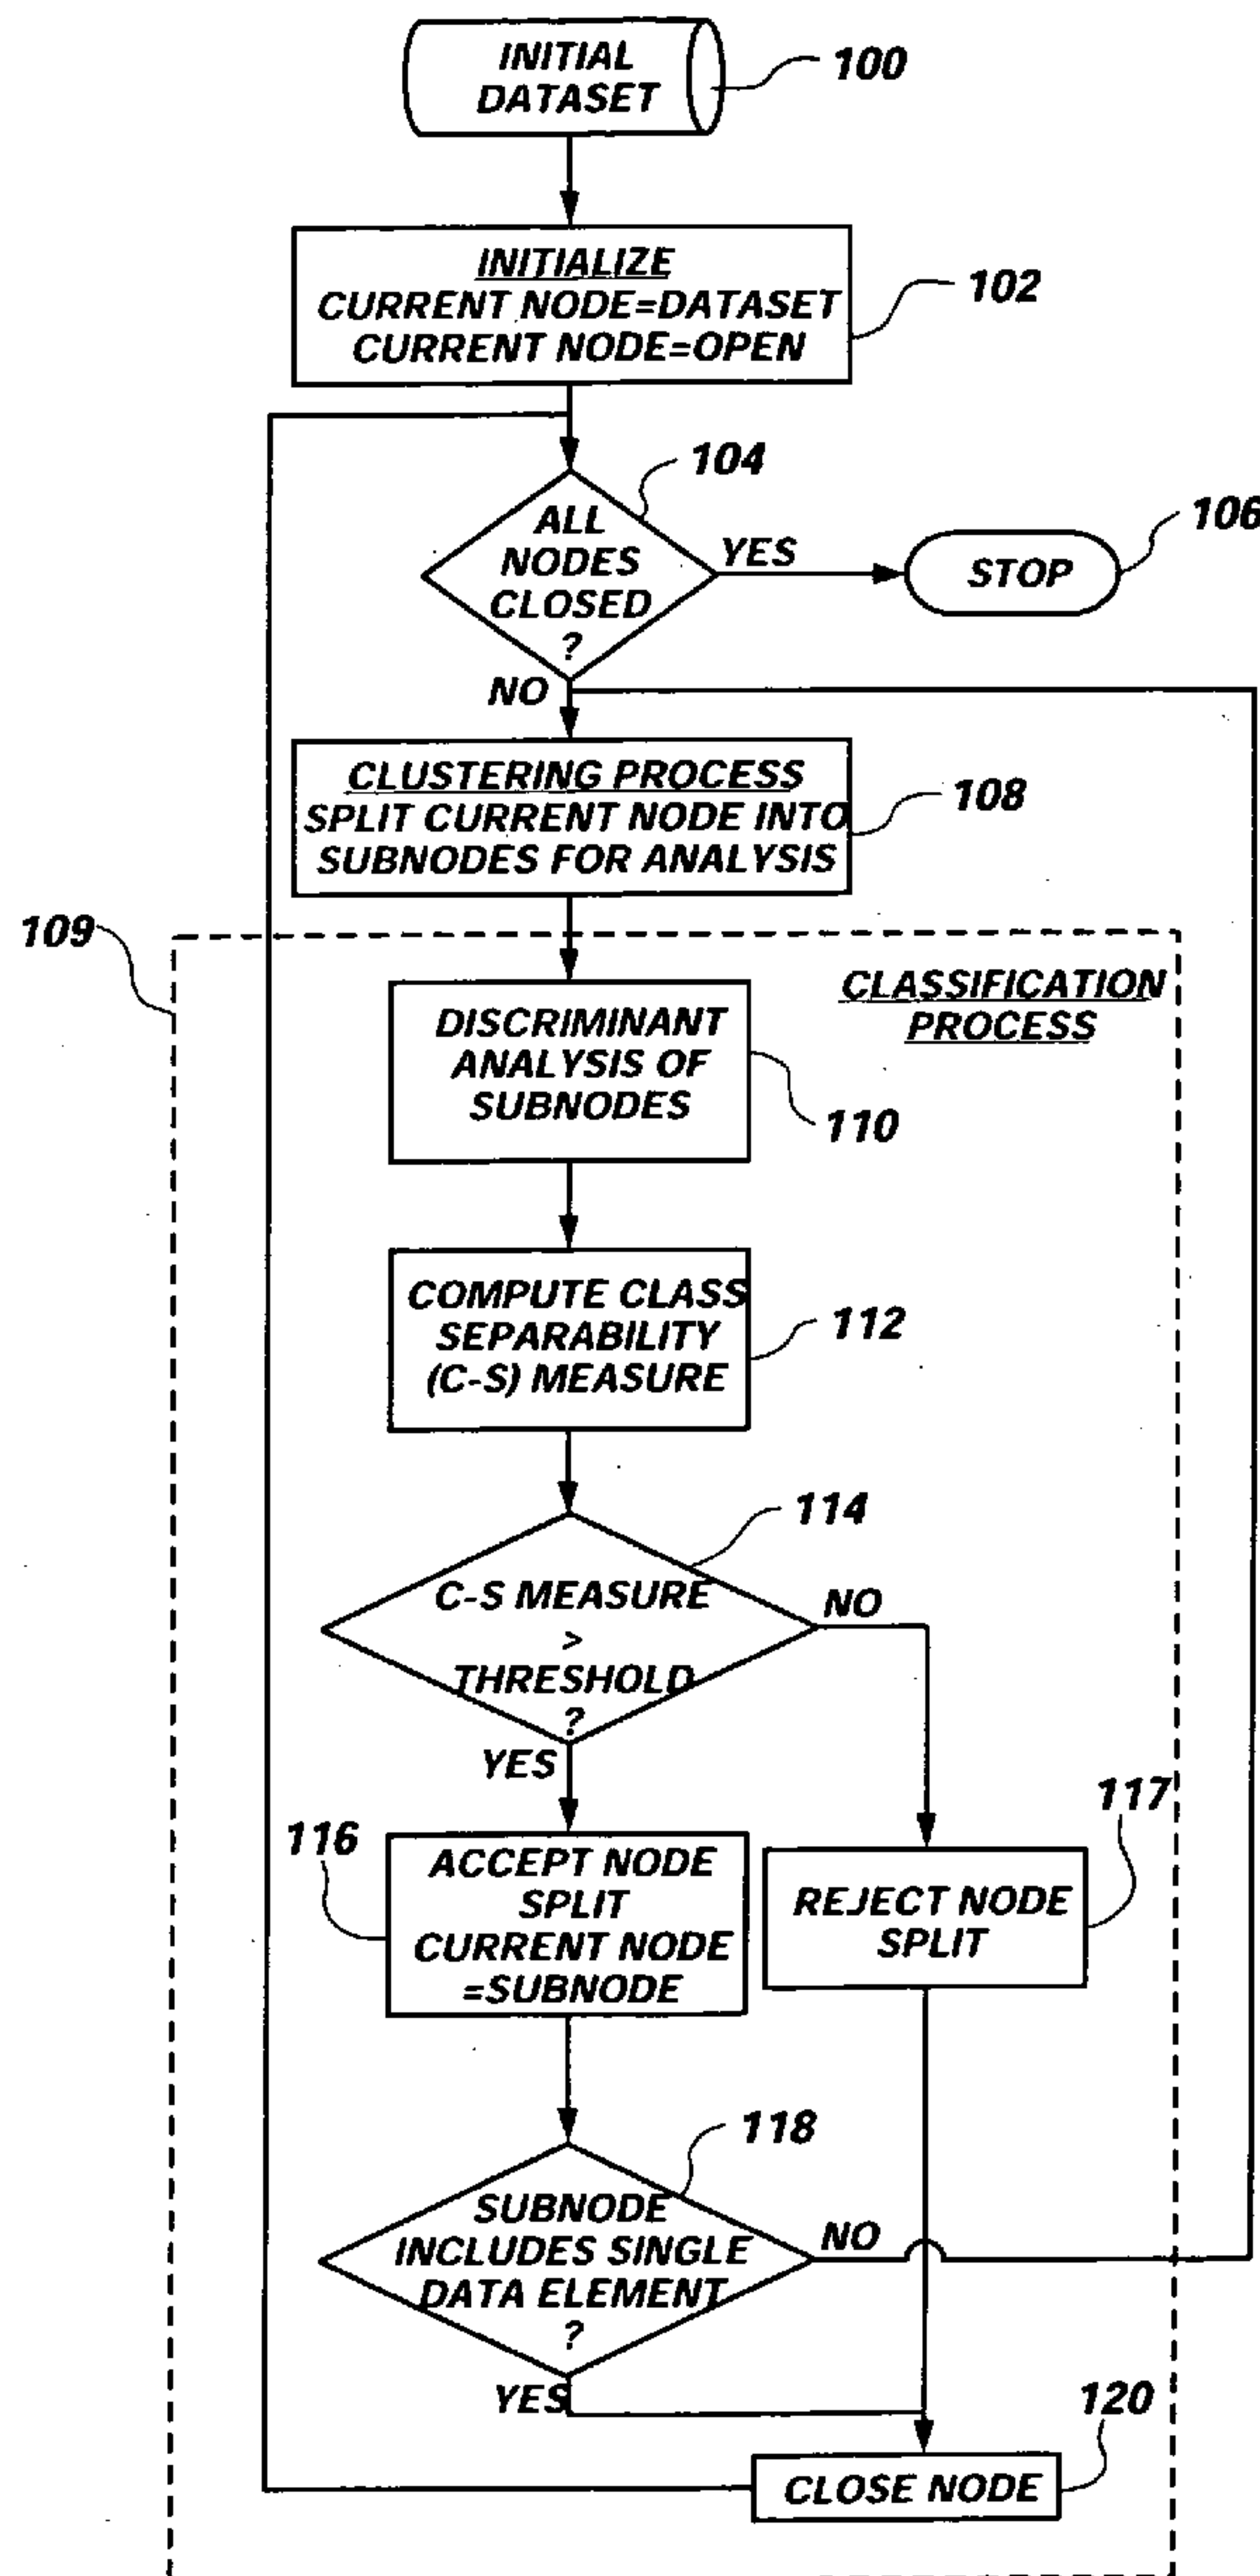 INITIAL
DATASET
100
INITIALIZE
CURRENT NODE=DATASET
CURRENT NODE=OPEN
102
104
ALL
NODES
CLOSED
?
YES
STOP
106
NO
CLUSTERING PROCESS
SPLIT CURRENT NODE INTO
SUBNODES FOR ANALYSIS
108
109
CLASSIFICATION
PROCESS
DISCRIMINANT
ANALYSIS OF
SUBNODES
110
COMPUTE CLASS
SEPARABILITY
(C-S) MEASURE
112
114
C-S MEASURE
>
THRESHOLD
?
NO
YES
116
ACCEPT NODE
SPLIT
CURRENT NODE
=SUBNODE
117
REJECT NODE
SPLIT
118
SUBNODE
INCLUDES SINGLE
DATA ELEMENT
?
NO
YES
120
CLOSE NODE